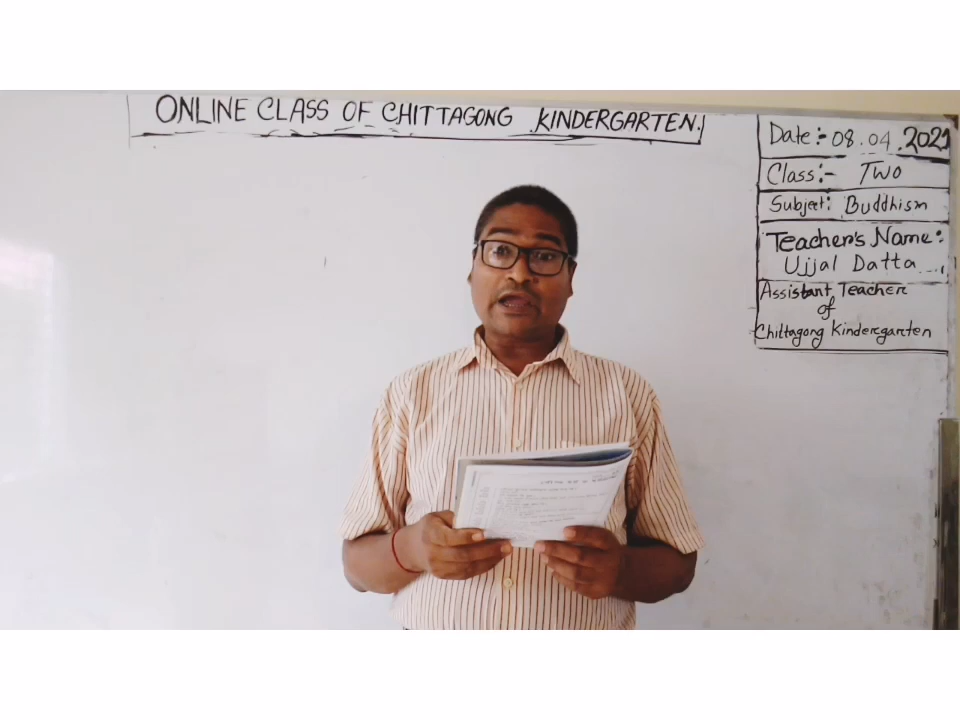 ONLINE CLASS OF CHITTAGONG KINDERGARTEN.
Date:- 08.04.2021
Class:- Two
Subject: Buddhism
Teacher's Name:
Ujjal Datta....
Assistant Teacher
of
Chittagong Kindergarten